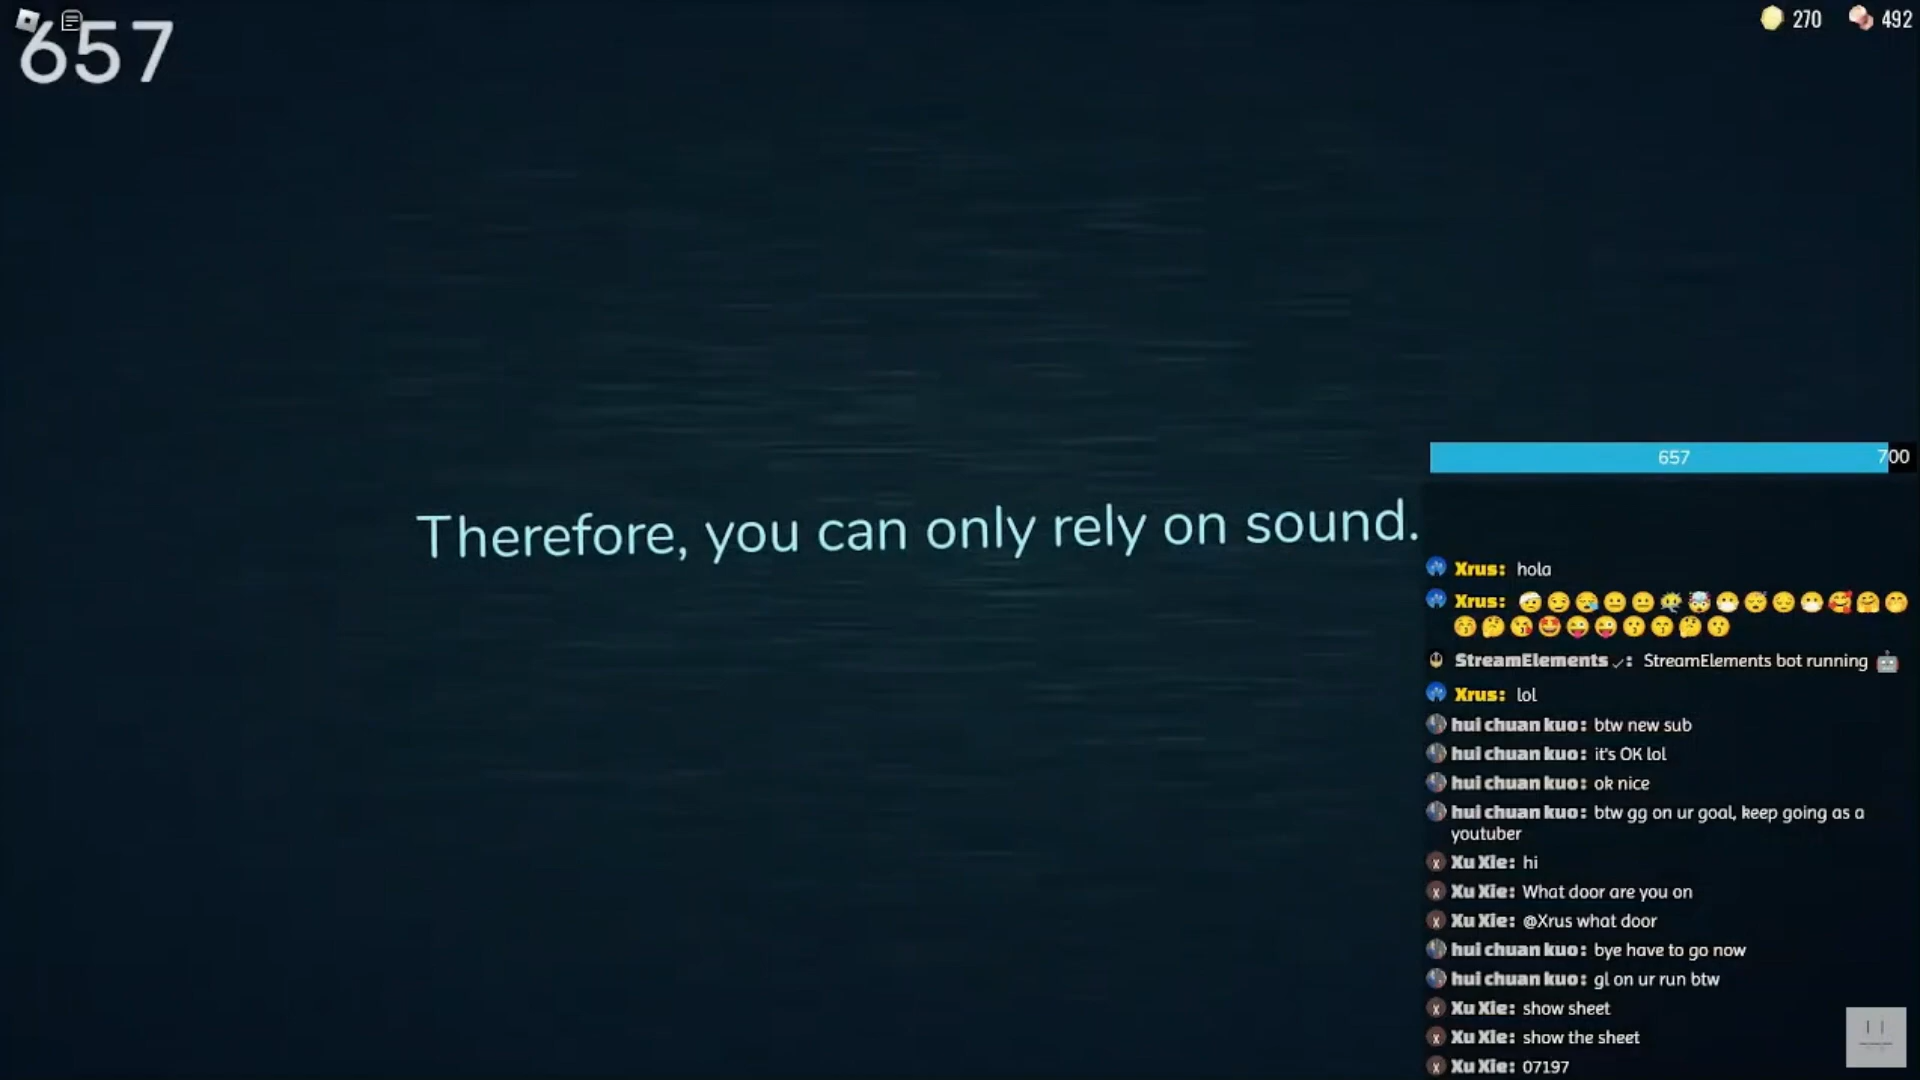 657
270 492
Therefore, you can only rely on sound.
657 700
Xrus: hola
Xrus: 🤕😏😪😐😐😶‍🌫️🤯😷😴😔😷🥰🤗🤭
😚🤔😘🤩😜😜😗😙🤔😗
StreamElements✓: StreamElements bot running 🤖
Xrus: lol
hui chuan kuo: btw new sub
hui chuan kuo: it's OK lol
hui chuan kuo: ok nice
hui chuan kuo: btw gg on ur goal, keep going as a
youtuber
Xu Xie: hi
Xu Xie: What door are you on
Xu Xie: @Xrus what door
hui chuan kuo: bye have to go now
hui chuan kuo: gl on ur run btw
Xu Xie: show sheet
Xu Xie: show the sheet
Xu Xie: 07197